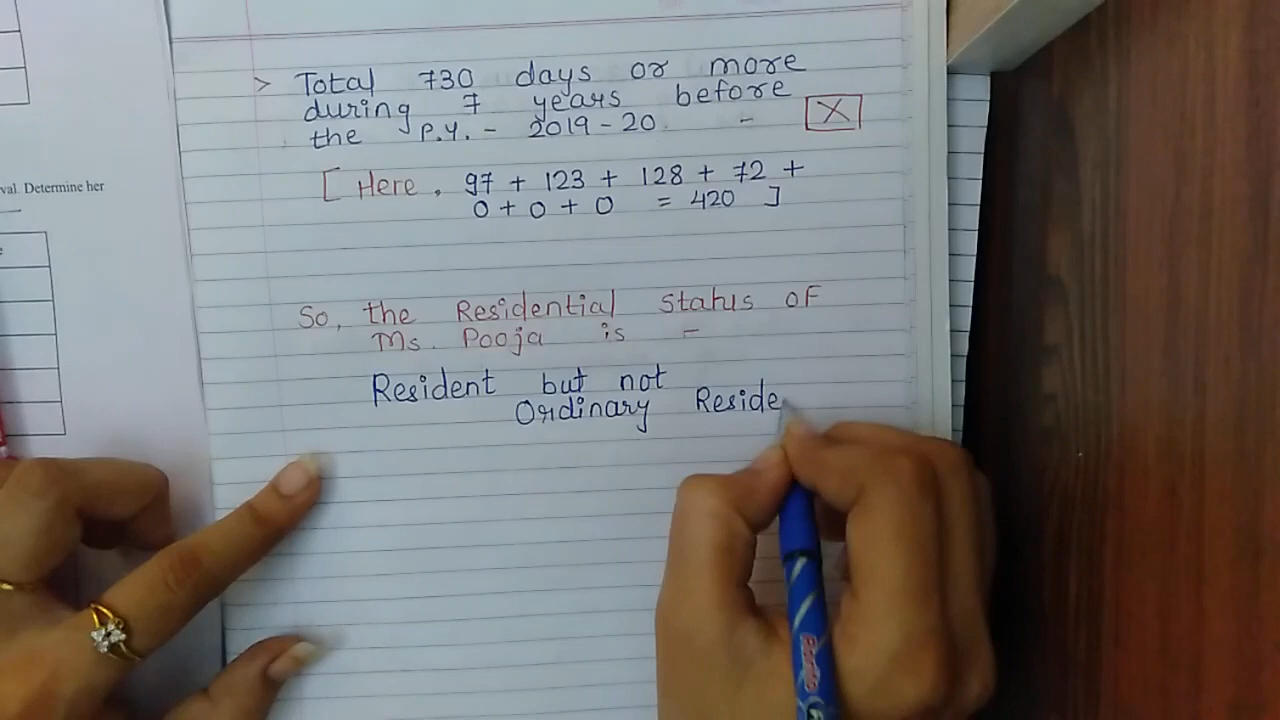 > Total 730 days or more
during 7 years before
the P.Y. - 2019-20. - X
[ Here, 97 + 123 + 128 + 72 +
0 + 0 + 0 = 420 ]
So, the Residential Status of
Ms. Pooja is -
Resident but not
Ordinary Reside
val. Determine her